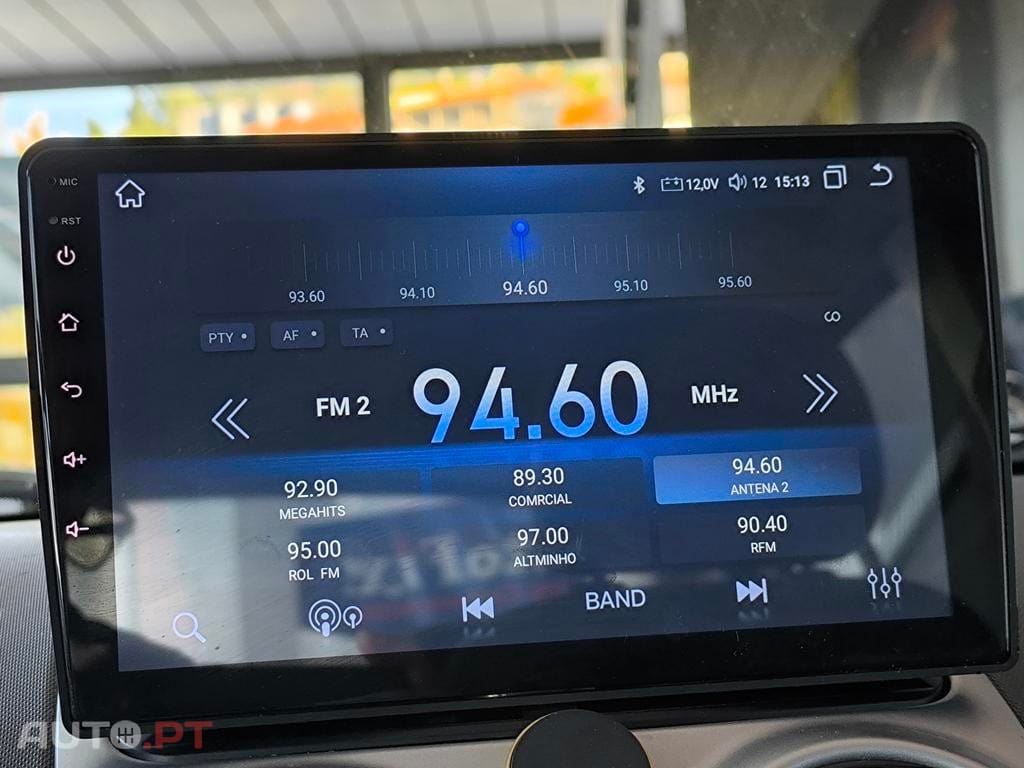 MIC
12,0V 12 15:13
RST
93.60 94.10 94.60 95.10 95.60
PTY AF TA
FM 2 94.60 MHz
92.90 89.30 94.60
MEGAHITS COMRCIAL ANTENA 2
95.00 97.00 90.40
ROL FM ALTMINHO RFM
BAND
AUTO.PT